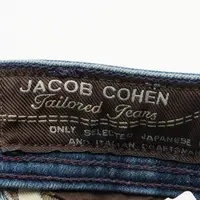 JACOB COHEN
Tailored Jeans
ONLY SELECTED JAPANESE
AND ITALIAN